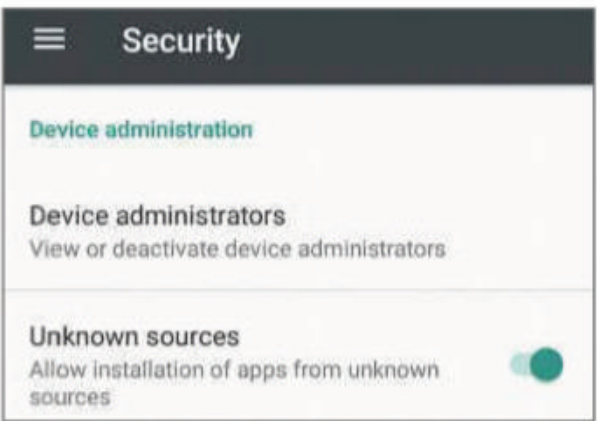 Security
Device administration
Device administrators
View or deactivate device administrators
Unknown sources
Allow installation of apps from unknown
sources